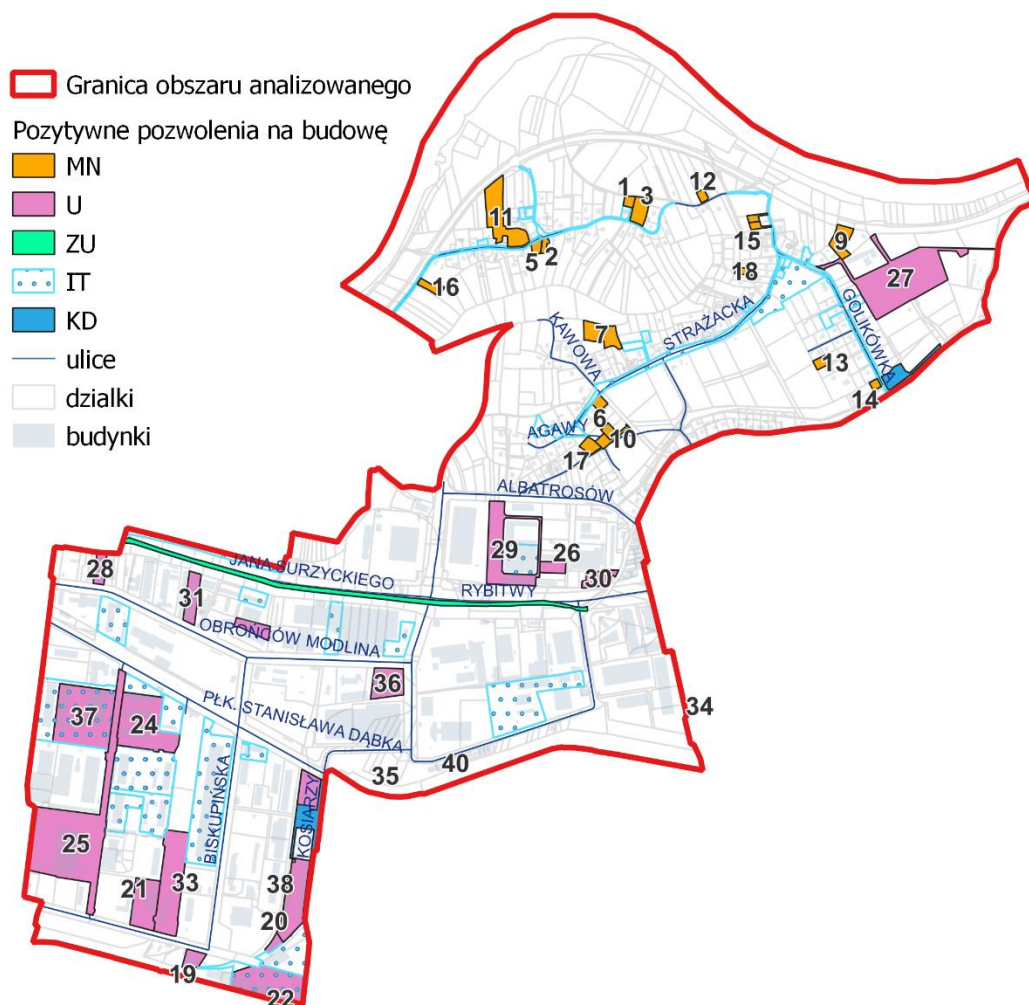 Granica obszaru analizowanego
Pozytywne pozwolenia na budowę
MN
U
ZU
IT
KD
ulice
dzialki
budynki
1
3
12
11
15
5
2
9
18
27
16
KAWOWA
7
STRAŻACKA
GOLIKÓWKA
13
14
6
AGAWY
10
17
ALBATROSÓW
29
26
28
JANA SURZYCKIEGO
RYBITWY
30
31
OBROŃCÓW MODLINA
36
37
24
PŁK. STANISŁAWA DĄBKA
34
35
40
BISKUPIŃSKA
KOSIARZY
25
21
33
38
20
19
22